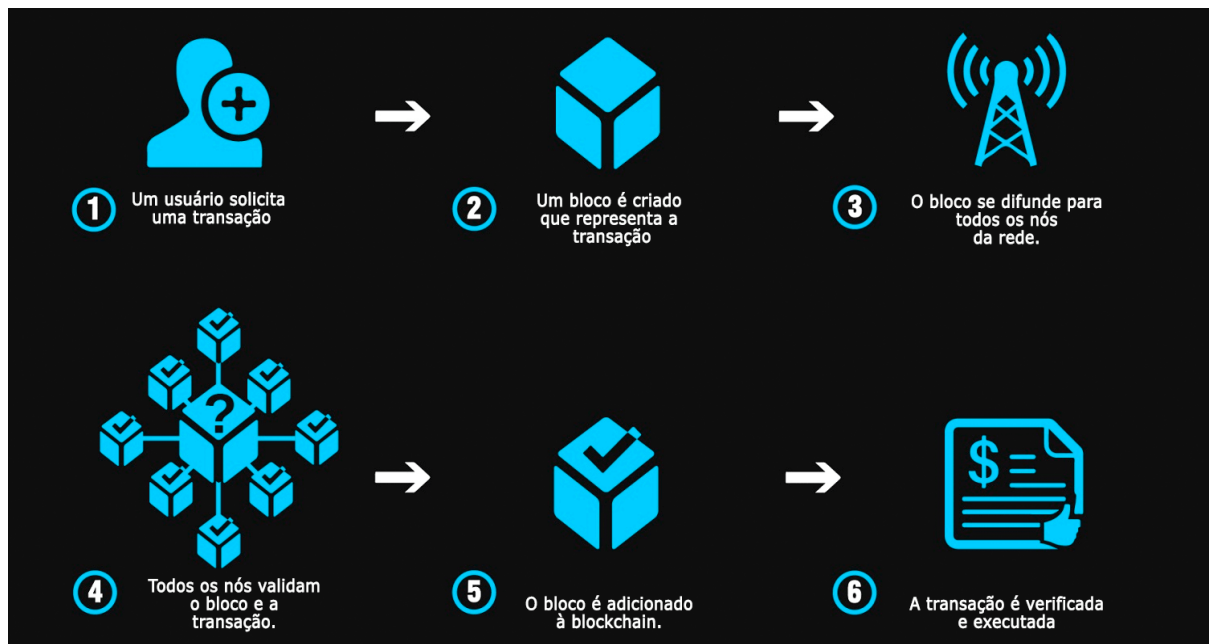 1
Um usuário solicita
uma transação
2
Um bloco é criado
que representa a
transação
3
O bloco se difunde para
todos os nós
da rede.
?
4
Todos os nós validam
o bloco e a
transação.
5
O bloco é adicionado
à blockchain.
$
6
A transação é verificada
e executada